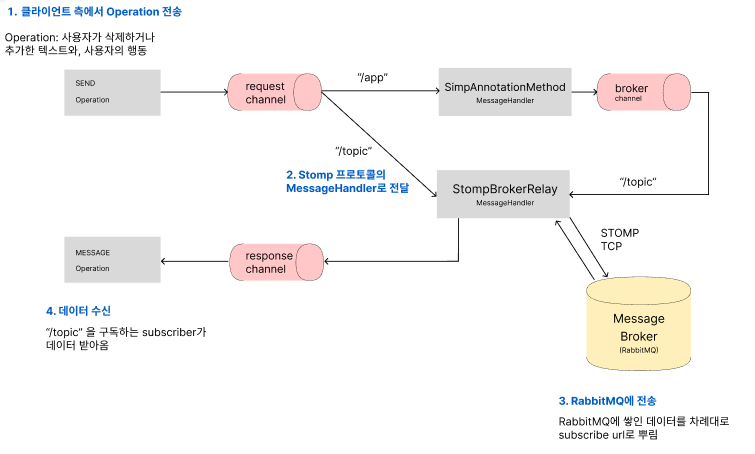 1. 클라이언트 측에서 Operation 전송
Operation: 사용자가 삭제하거나
추가한 텍스트와, 사용자의 행동
SEND
Operation
request
channel
“/app”
SimpAnnotationMethod
MessageHandler
broker
channel
“/topic”
2. Stomp 프로토콜의
MessageHandler로 전달
StompBrokerRelay
MessageHandler
“/topic”
MESSAGE
Operation
response
channel
STOMP
TCP
4. 데이터 수신
“/topic” 을 구독하는 subscriber가
데이터 받아옴
Message
Broker
(RabbitMQ)
3. RabbitMQ에 전송
RabbitMQ에 쌓인 데이터를 차례대로
subscribe url로 뿌림